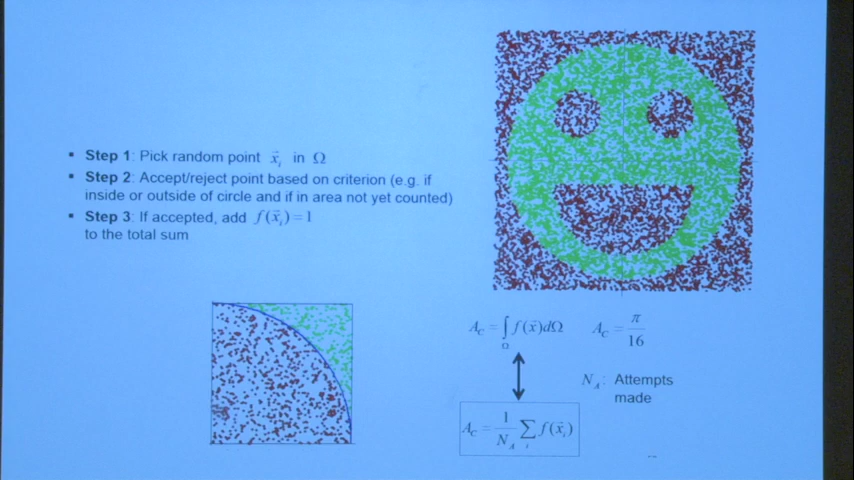 ▪ Step 1: Pick random point x⃗ᵢ in Ω
▪ Step 2: Accept/reject point based on criterion (e.g. if
inside or outside of circle and if in area not yet counted)
▪ Step 3: If accepted, add f(x⃗ᵢ) = 1
to the total sum
A_C = ∫_Ω f(x⃗)dΩ A_C = π/16
N_A: Attempts
made
A_C = 1/N_A ∑_i f(x⃗ᵢ)